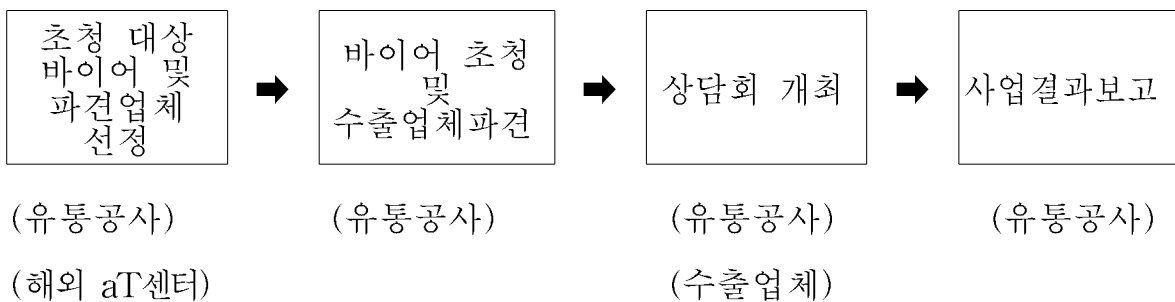 초청 대상
바이어 및
파견업체
선정
바이어 초청
및
수출업체파견
상담회 개최
사업결과보고
(유통공사)
(해외 aT센터)
(유통공사)
(유통공사)
(수출업체)
(유통공사)